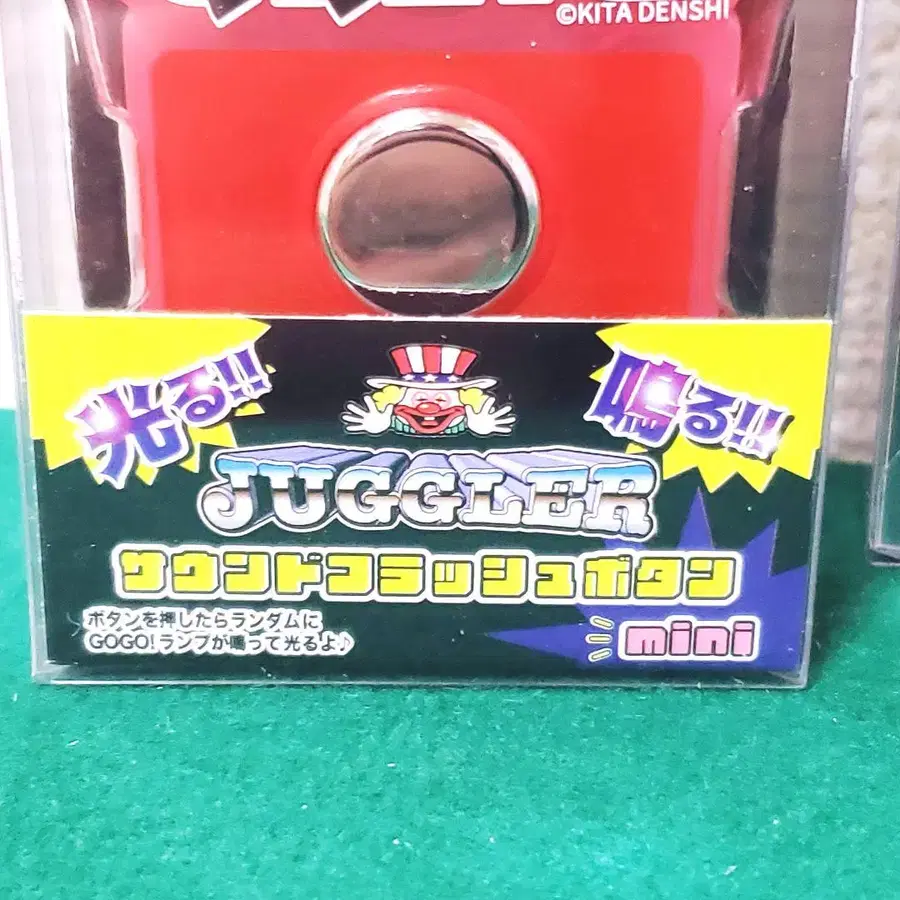 ©KITA DENSHI
光る!!
鳴る!!
JUGGLER
サウンドフラッシュボタン
mini
ボタンを押したらランダムに
GOGO!ランプが鳴って光るよ♪